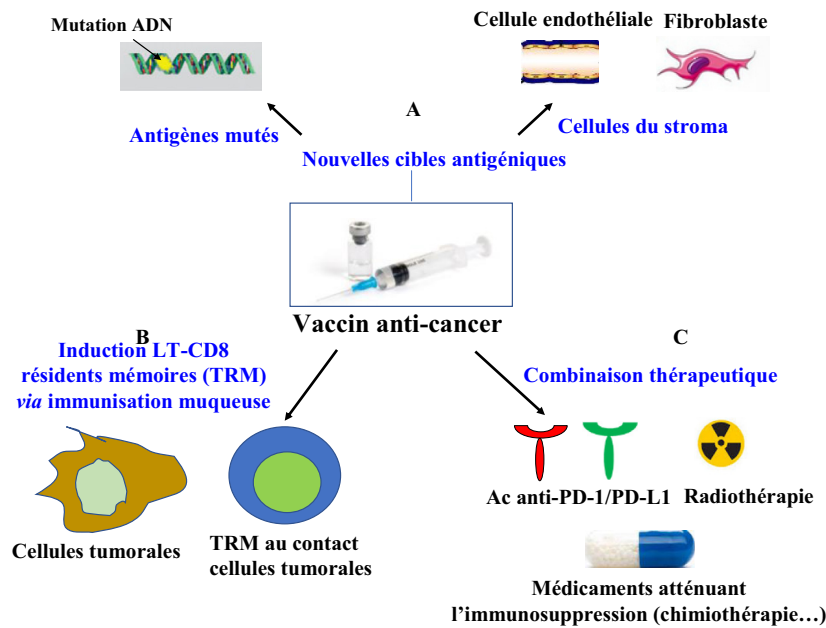 Mutation ADN
Cellule endothéliale
Fibroblaste
A
Antigènes mutés
Cellules du stroma
Nouvelles cibles antigéniques
Vaccin anti-cancer
B
Induction LT-CD8
résidents mémoires (TRM)
via immunisation muqueuse
Cellules tumorales
TRM au contact
cellules tumorales
C
Combinaison thérapeutique
Ac anti-PD-1/PD-L1
Radiothérapie
Médicaments atténuant
l’immunosuppression (chimiothérapie…)